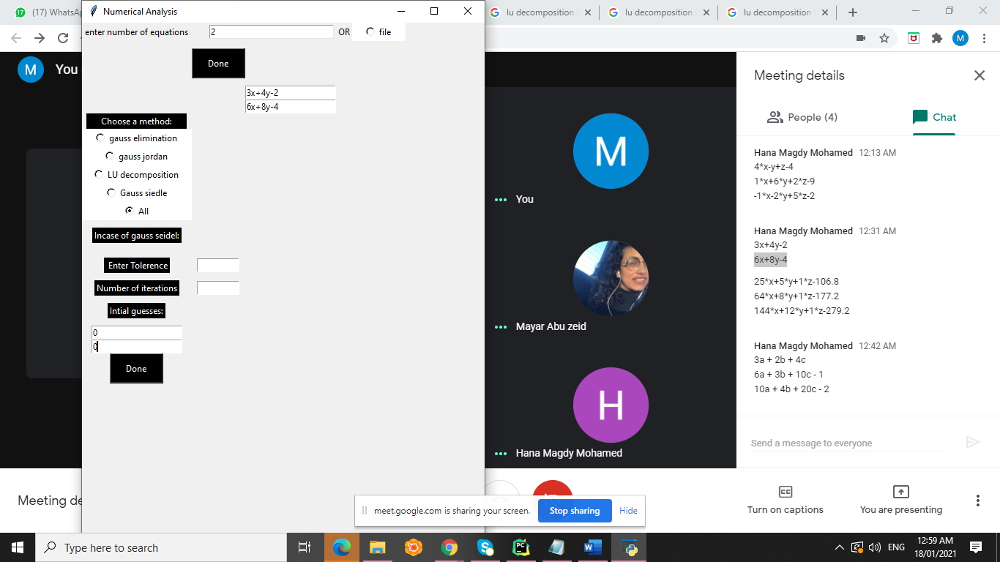 (17) WhatsAp
17
Numerical Analysis
lu decomposition
lu decomposition
lu decomposition
M
enter number of equations 2 OR file
Done
3x+4y-2
6x+8y-4
Choose a method:
gauss elimination
gauss jordan
LU decomposition
Gauss siedle
All
Incase of gauss seidel:
Enter Tolerence
Number of iterations
Intial guesses:
0
0
Done
M You
M
You
Mayar Abu zeid
H
Hana Magdy Mohamed
Meeting details
People (4)
Chat
Hana Magdy Mohamed 12:13 AM
4*x-y+z-4
1*x+6*y+2*z-9
-1*x-2*y+5*z-2
Hana Magdy Mohamed 12:31 AM
3x+4y-2
6x+8y-4
25*x+5*y+1*z-106.8
64*x+8*y+1*z-177.2
144*x+12*y+1*z-279.2
Hana Magdy Mohamed 12:42 AM
3a + 2b + 4c
6a + 3b + 10c - 1
10a + 4b + 20c - 2
Send a message to everyone
Meeting de
Turn on captions
You are presenting
meet.google.com is sharing your screen.
Stop sharing
Hide
Type here to search
ENG
12:59 AM
18/01/2021